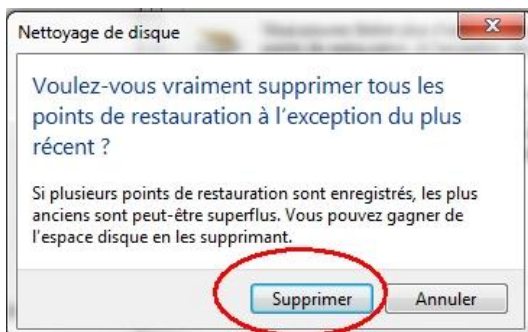 Nettoyage de disque
Voulez-vous vraiment supprimer tous les
points de restauration à l'exception du plus
récent ?
Si plusieurs points de restauration sont enregistrés, les plus
anciens sont peut-être superflus. Vous pouvez gagner de
l'espace disque en les supprimant.
Supprimer Annuler